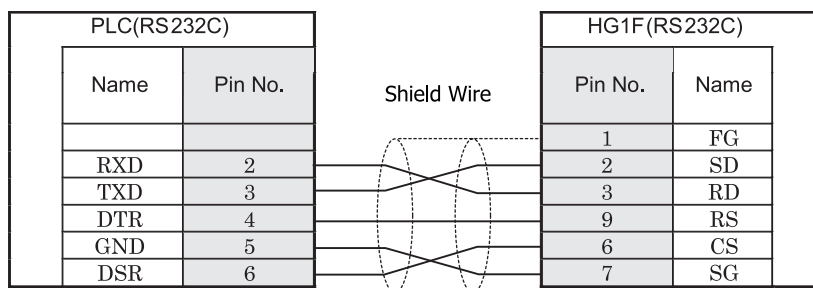 PLC(RS232C) HG1F(RS232C)
Name Pin No. Shield Wire Pin No. Name
1 FG
RXD 2 2 SD
TXD 3 3 RD
DTR 4 9 RS
GND 5 6 CS
DSR 6 7 SG